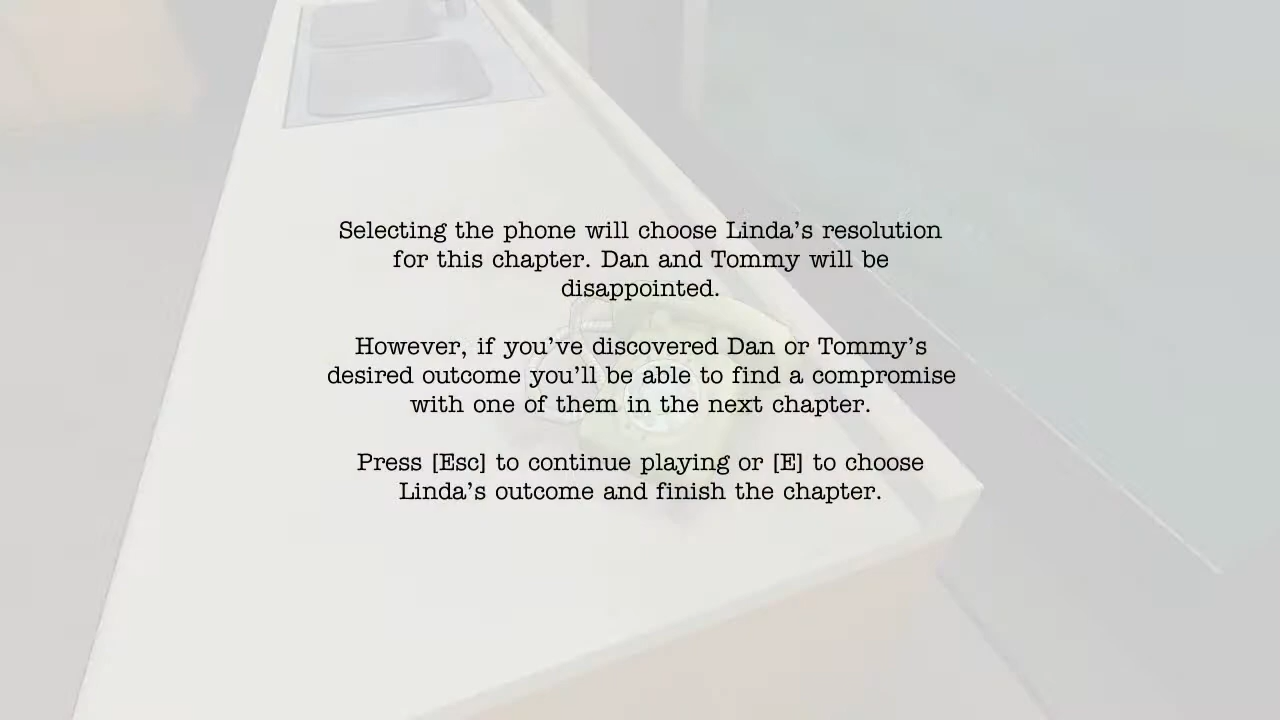 Selecting the phone will choose Linda's resolution
for this chapter. Dan and Tommy will be
disappointed.
However, if you've discovered Dan or Tommy's
desired outcome you'll be able to find a compromise
with one of them in the next chapter.
Press [Esc] to continue playing or [E] to choose
Linda's outcome and finish the chapter.